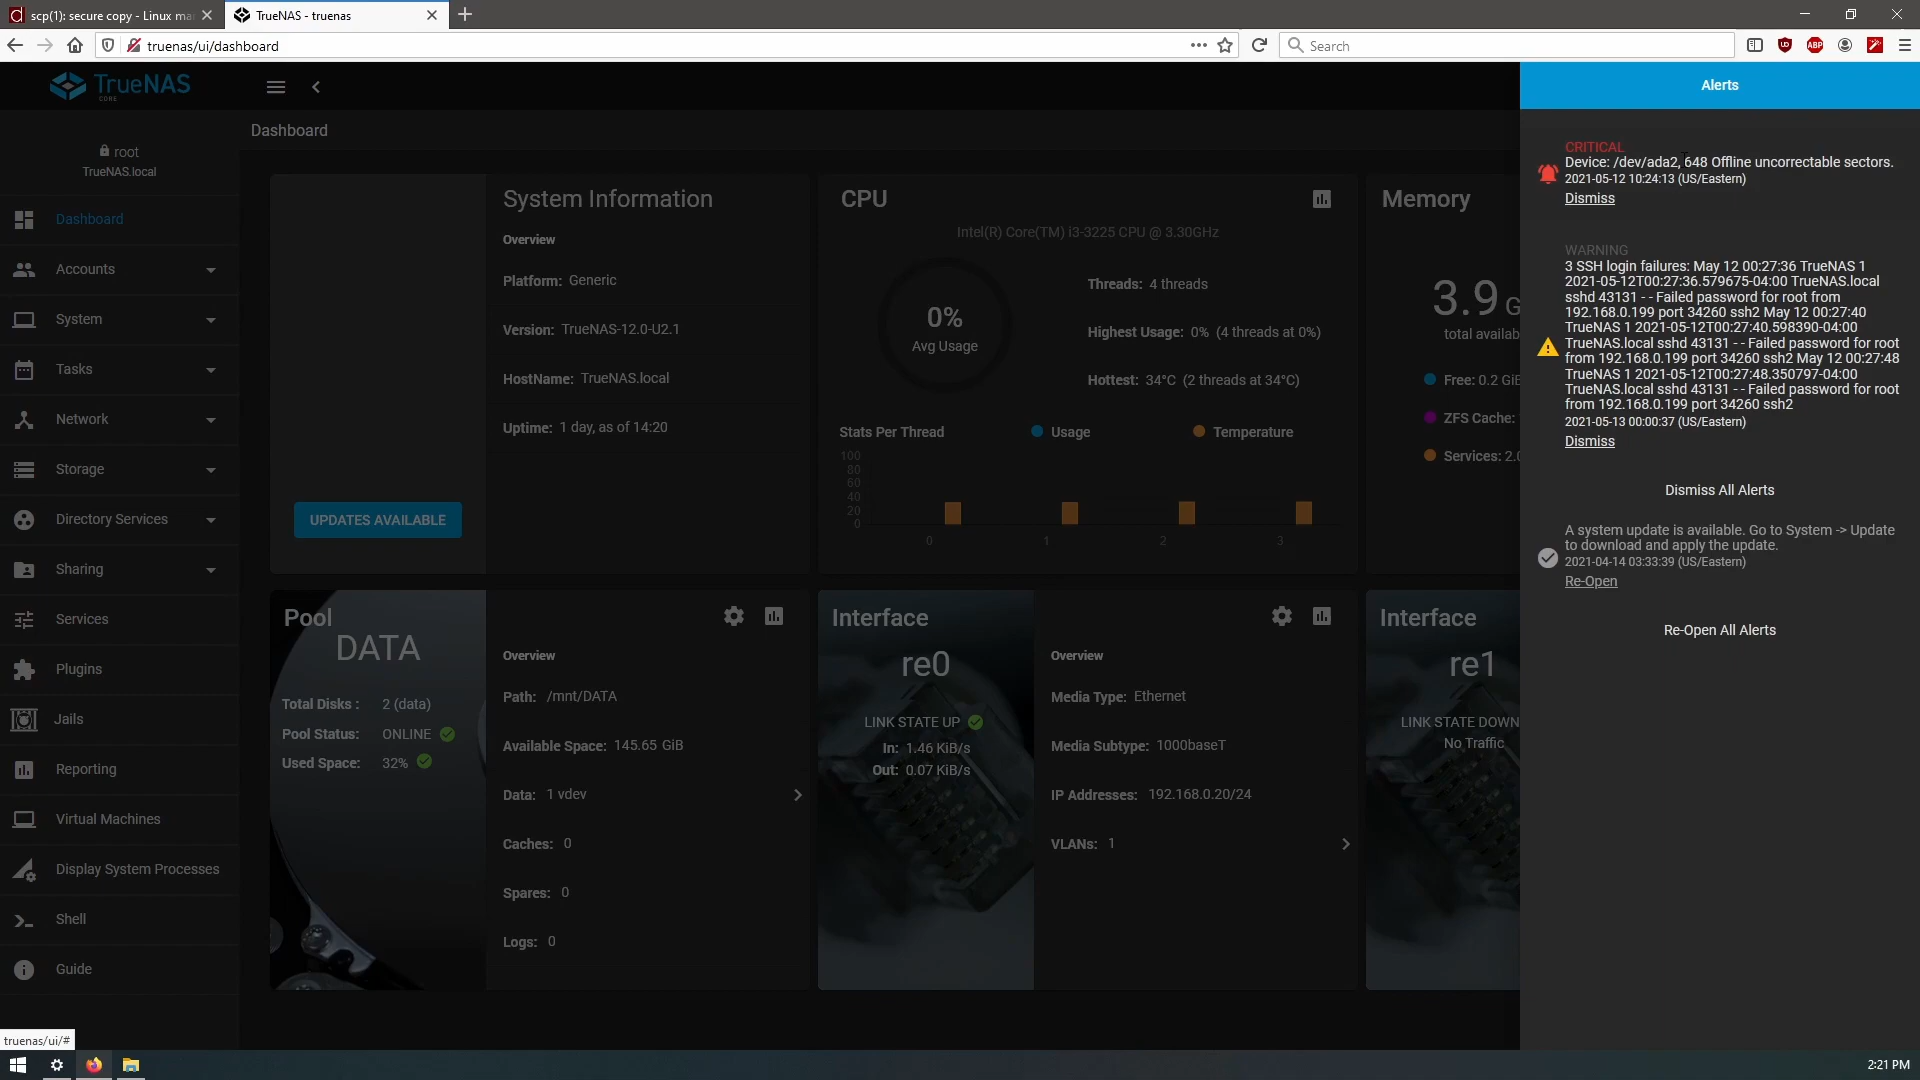 scp(1): secure copy - Linux ma
TrueNAS - truenas
truenas/ui/dashboard
Search
TrueNAS
CORE
root
TrueNAS.local
Dashboard
Accounts
System
Tasks
Network
Storage
Directory Services
Sharing
Services
Plugins
Jails
Reporting
Virtual Machines
Display System Processes
Shell
Guide
truenas/ui/#
Dashboard
System Information
Overview
Platform: Generic
Version: TrueNAS-12.0-U2.1
HostName: TrueNAS.local
Uptime: 1 day, as of 14:20
UPDATES AVAILABLE
CPU
Intel(R) Core(TM) i3-3225 CPU @ 3.30GHz
0%
Avg Usage
Threads: 4 threads
Highest Usage: 0% (4 threads at 0%)
Hottest: 34°C (2 threads at 34°C)
Stats Per Thread
Usage
Temperature
100
80
60
40
20
0
0 1 2 3
Memory
3.9 G
total availab
Free: 0.2 GiE
ZFS Cache:
Services: 2.0
Pool
DATA
Total Disks : 2 (data)
Pool Status: ONLINE
Used Space: 32%
Overview
Path: /mnt/DATA
Available Space: 145.65 GiB
Data: 1 vdev
Caches: 0
Spares: 0
Logs: 0
Interface
re0
LINK STATE UP
In: 1.46 KiB/s
Out: 0.07 KiB/s
Overview
Media Type: Ethernet
Media Subtype: 1000baseT
IP Addresses: 192.168.0.20/24
VLANs: 1
Interface
re1
LINK STATE DOWN
No Traffic
Alerts
CRITICAL
Device: /dev/ada2, 648 Offline uncorrectable sectors.
2021-05-12 10:24:13 (US/Eastern)
Dismiss
WARNING
3 SSH login failures: May 12 00:27:36 TrueNAS 1
2021-05-12T00:27:36.579675-04:00 TrueNAS.local
sshd 43131 - - Failed password for root from
192.168.0.199 port 34260 ssh2 May 12 00:27:40
TrueNAS 1 2021-05-12T00:27:40.598390-04:00
TrueNAS.local sshd 43131 - - Failed password for root
from 192.168.0.199 port 34260 ssh2 May 12 00:27:48
TrueNAS 1 2021-05-12T00:27:48.350797-04:00
TrueNAS.local sshd 43131 - - Failed password for root
from 192.168.0.199 port 34260 ssh2
2021-05-13 00:00:37 (US/Eastern)
Dismiss
Dismiss All Alerts
A system update is available. Go to System -> Update
to download and apply the update.
2021-04-14 03:33:39 (US/Eastern)
Re-Open
Re-Open All Alerts
2:21 PM